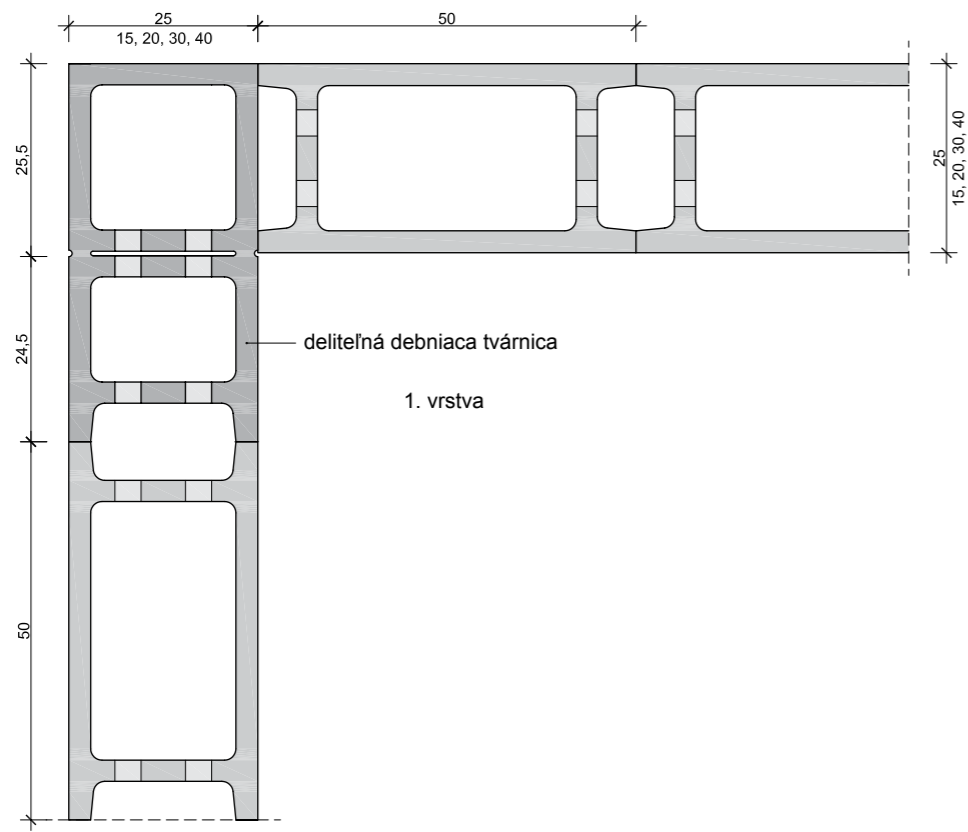 25
15, 20, 30, 40
50
25,5
25
15, 20, 30, 40
24,5
deliteľná debniaca tvárnica
1. vrstva
50